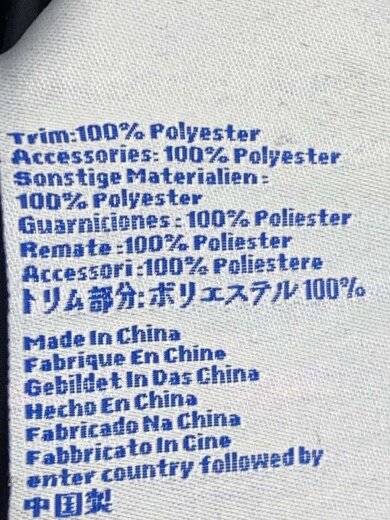 Trim:100% Polyester
Accessories: 100% Polyester
Sonstige Materialien:
100% Polyester
Guarniciones: 100% Poliester
Remate:100% Poliester
Accessori:100% Poliestere
トリム部分:ポリエステル100%
Made In China
Fabrique En Chine
Gebildet In Das China
Hecho En China
Fabricado Na China
Fabbricato In Cine
enter country followed by
中国製